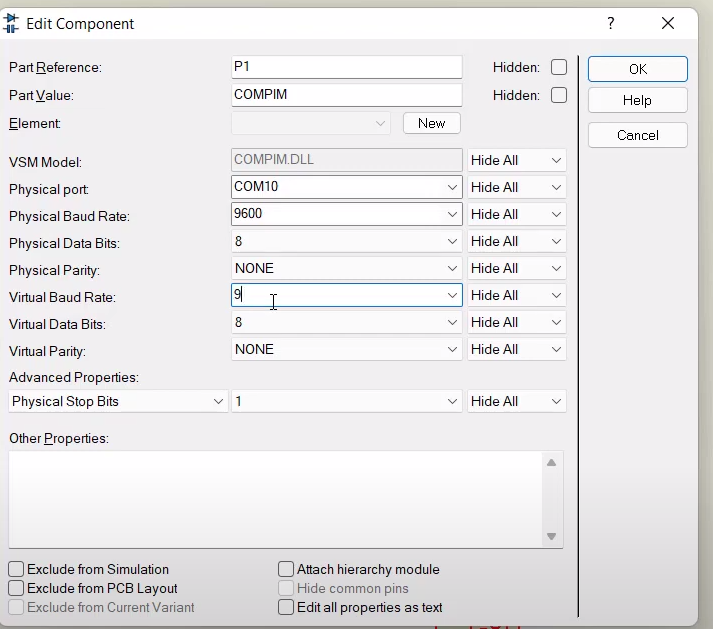 Edit Component ?
Part Reference: P1 Hidden:
Part Value: COMPIM Hidden:
Element: New
VSM Model: COMPIM.DLL Hide All
Physical port: COM10 Hide All
Physical Baud Rate: 9600 Hide All
Physical Data Bits: 8 Hide All
Physical Parity: NONE Hide All
Virtual Baud Rate: 9 Hide All
Virtual Data Bits: 8 Hide All
Virtual Parity: NONE Hide All
Advanced Properties:
Physical Stop Bits 1 Hide All
Other Properties:
Exclude from Simulation Attach hierarchy module
Exclude from PCB Layout Hide common pins
Exclude from Current Variant Edit all properties as text
OK
Help
Cancel